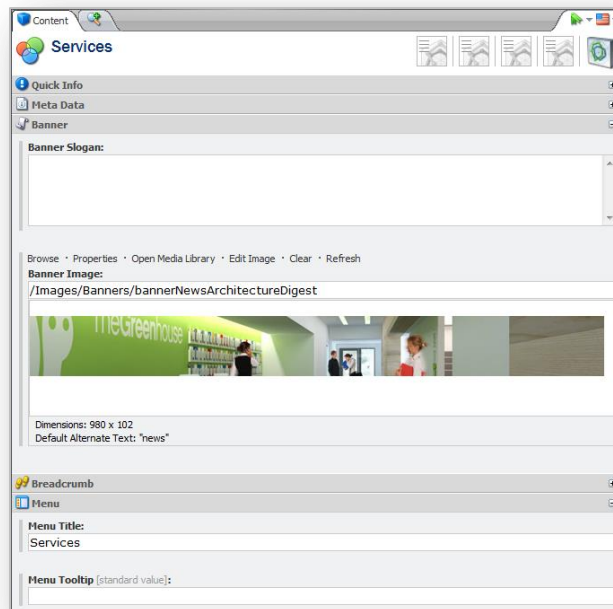 Content
Services
Quick Info
Meta Data
Banner
Banner Slogan:
Browse · Properties · Open Media Library · Edit Image · Clear · Refresh
Banner Image:
/Images/Banners/bannerNewsArchitectureDigest
TheGreenhouse
Dimensions: 980 x 102
Default Alternate Text: "news"
Breadcrumb
Menu
Menu Title:
Services
Menu Tooltip [standard value]: